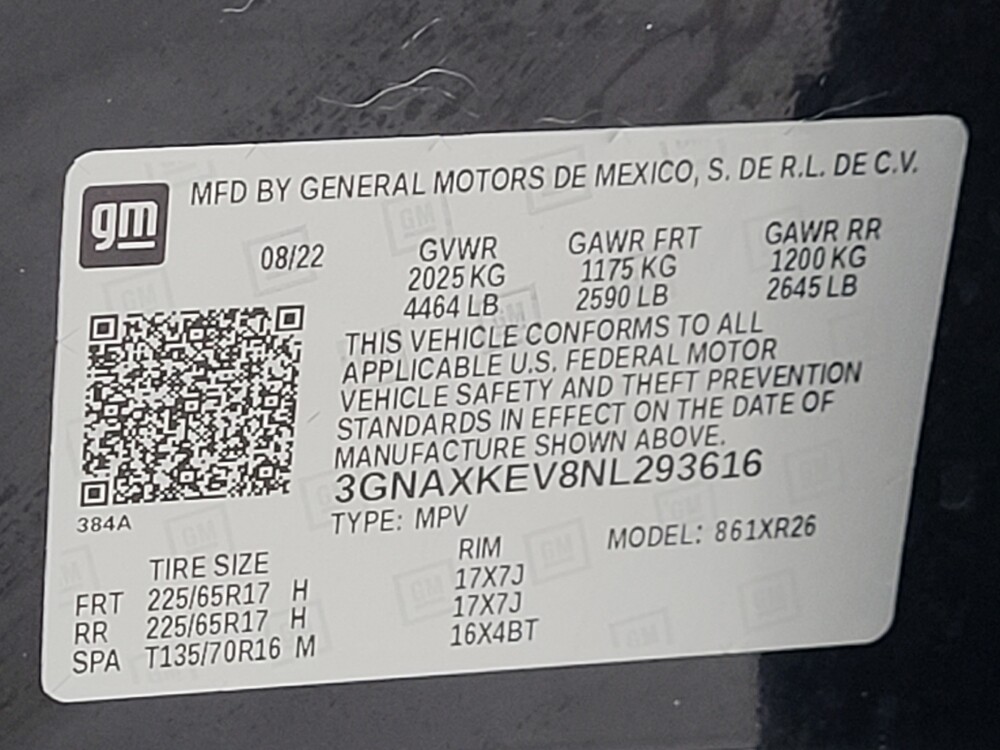 gm
MFD BY GENERAL MOTORS DE MEXICO, S. DE R.L. DE C.V.
08/22 GVWR GAWR FRT GAWR RR
2025 KG 1175 KG 1200 KG
4464 LB 2590 LB 2645 LB
THIS VEHICLE CONFORMS TO ALL
APPLICABLE U.S. FEDERAL MOTOR
VEHICLE SAFETY AND THEFT PREVENTION
STANDARDS IN EFFECT ON THE DATE OF
MANUFACTURE SHOWN ABOVE.
3GNAXKEV8NL293616
384A
TYPE: MPV MODEL: 861XR26
TIRE SIZE RIM
FRT 225/65R17 H 17X7J
RR 225/65R17 H 17X7J
SPA T135/70R16 M 16X4BT